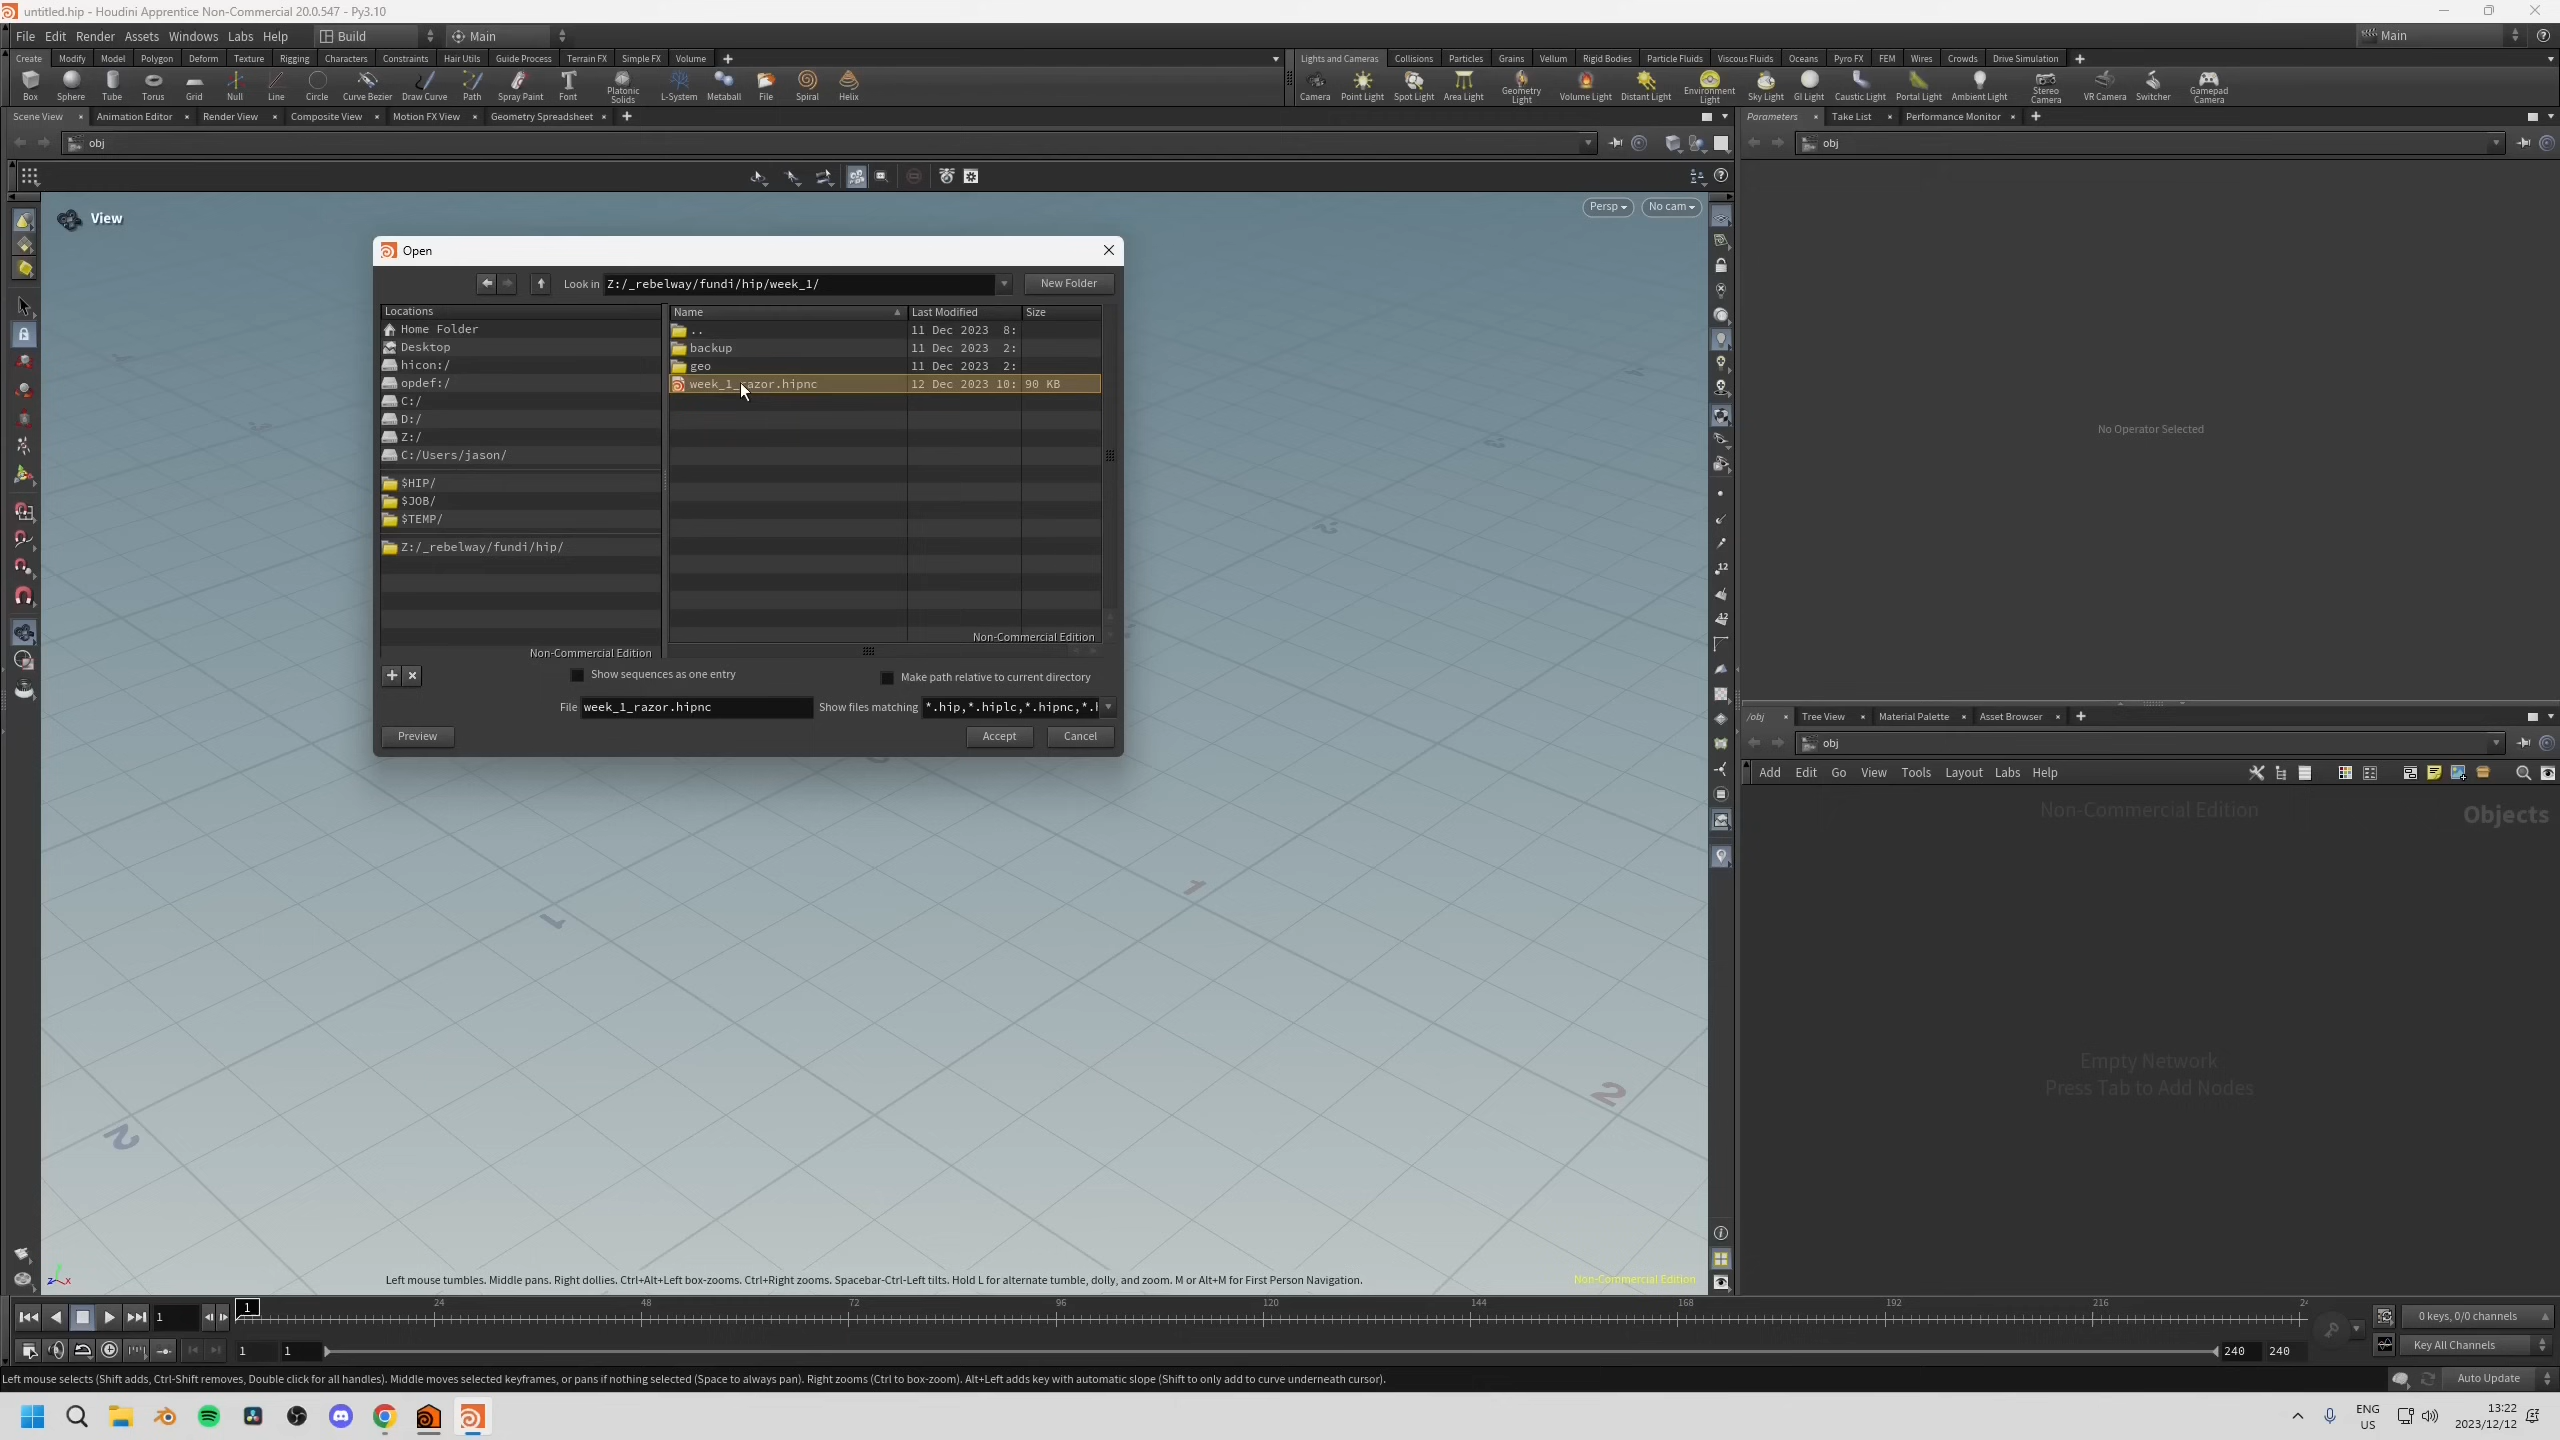 untitled.hip - Houdini Apprentice Non-Commercial 20.0.547 - Py3.10
File Edit Render Assets Windows Labs Help Build Main Main
Create Modify Model Polygon Deform Texture Rigging Characters Constraints Hair Utils Guide Process Terrain FX Simple FX Volume
Lights and Cameras Collisions Particles Grains Vellum Rigid Bodies Particle Fluids Viscous Fluids Oceans Pyro FX FEM Wires Crowds Drive Simulation
Box Sphere Tube Torus Grid Null Line Circle Curve Bezier Draw Curve Path Spray Paint Font Platonic Solids L-System Metaball File Spiral Helix
Camera Point Light Spot Light Area Light Geometry Light Volume Light Distant Light Environment Light Sky Light GI Light Caustic Light Portal Light Ambient Light Stereo Camera VR Camera Switcher Gamepad Camera
Scene View Animation Editor Render View Composite View Motion FX View Geometry Spreadsheet
Parameters Take List Performance Monitor
obj
obj
View
Persp No cam
Open
Look in Z:/_rebelway/fundi/hip/week_1/ New Folder
Locations
Home Folder
Desktop
hicon:/
opdef:/
C:/
D:/
Z:/
C:/Users/jason/
$HIP/
$JOB/
$TEMP/
Z:/_rebelway/fundi/hip/
Non-Commercial Edition
Name Last Modified Size
.. 11 Dec 2023 8:
backup 11 Dec 2023 2:
geo 11 Dec 2023 2:
week_1_razor.hipnc 12 Dec 2023 10: 90 KB
Non-Commercial Edition
Show sequences as one entry Make path relative to current directory
File week_1_razor.hipnc Show files matching *.hip,*.hiplc,*.hipnc,*.h
Preview Accept Cancel
No Operator Selected
/obj Tree View Material Palette Asset Browser
obj
Add Edit Go View Tools Layout Labs Help
Non-Commercial Edition Objects
Empty Network
Press Tab to Add Nodes
1
1
2
2
Left mouse tumbles. Middle pans. Right dollies. Ctrl+Alt+Left box-zooms. Ctrl+Right zooms. Spacebar-Ctrl-Left tilts. Hold L for alternate tumble, dolly, and zoom. M or Alt+M for First Person Navigation.
Non-Commercial Edition
z x
1 1 24 48 72 96 120 144 168 192 216 24
0 keys, 0/0 channels
1 1 240 240
Key All Channels
Left mouse selects (Shift adds, Ctrl-Shift removes, Double click for all handles). Middle moves selected keyframes, or pans if nothing selected (Space to always pan). Right zooms (Ctrl to box-zoom). Alt+Left adds key with automatic slope (Shift to only add to curve underneath cursor).
Auto Update
ENG
US
13:22
2023/12/12